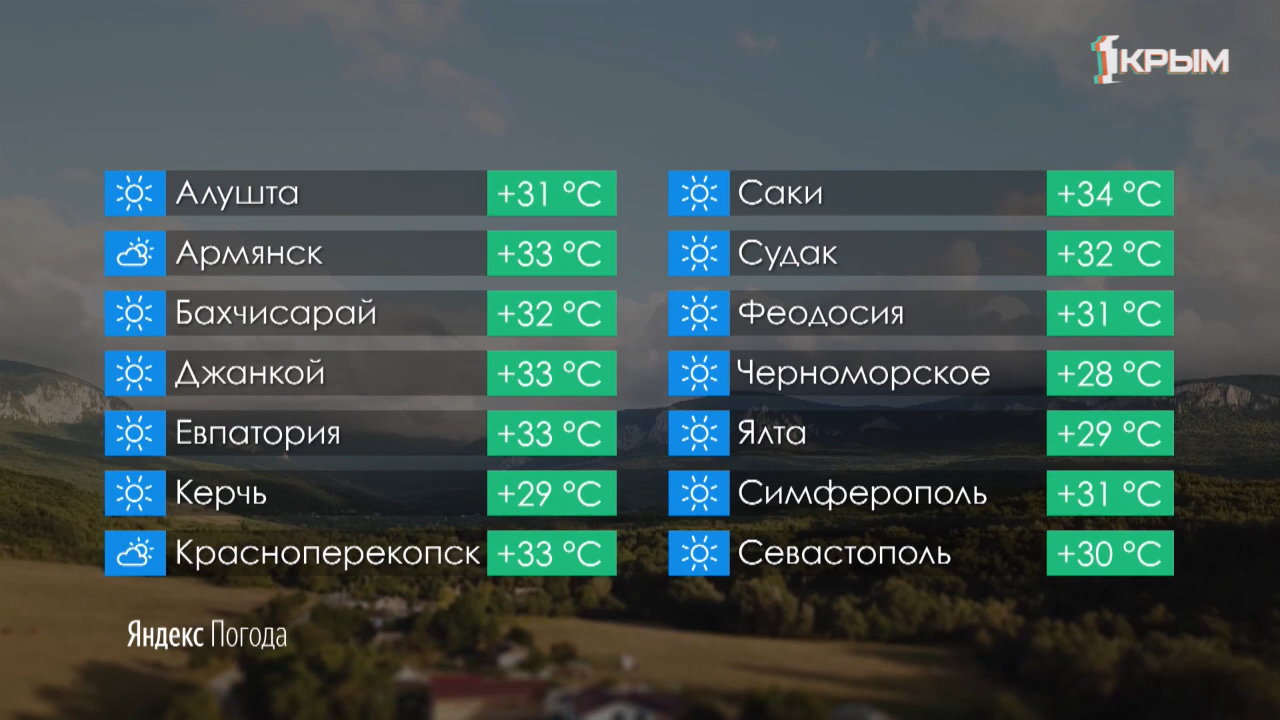 1КРЫМ
Алушта +31 °C
Армянск +33 °C
Бахчисарай +32 °C
Джанкой +33 °C
Евпатория +33 °C
Керчь +29 °C
Красноперекопск +33 °C
Саки +34 °C
Судак +32 °C
Феодосия +31 °C
Черноморское +28 °C
Ялта +29 °C
Симферополь +31 °C
Севастополь +30 °C
Яндекс Погода